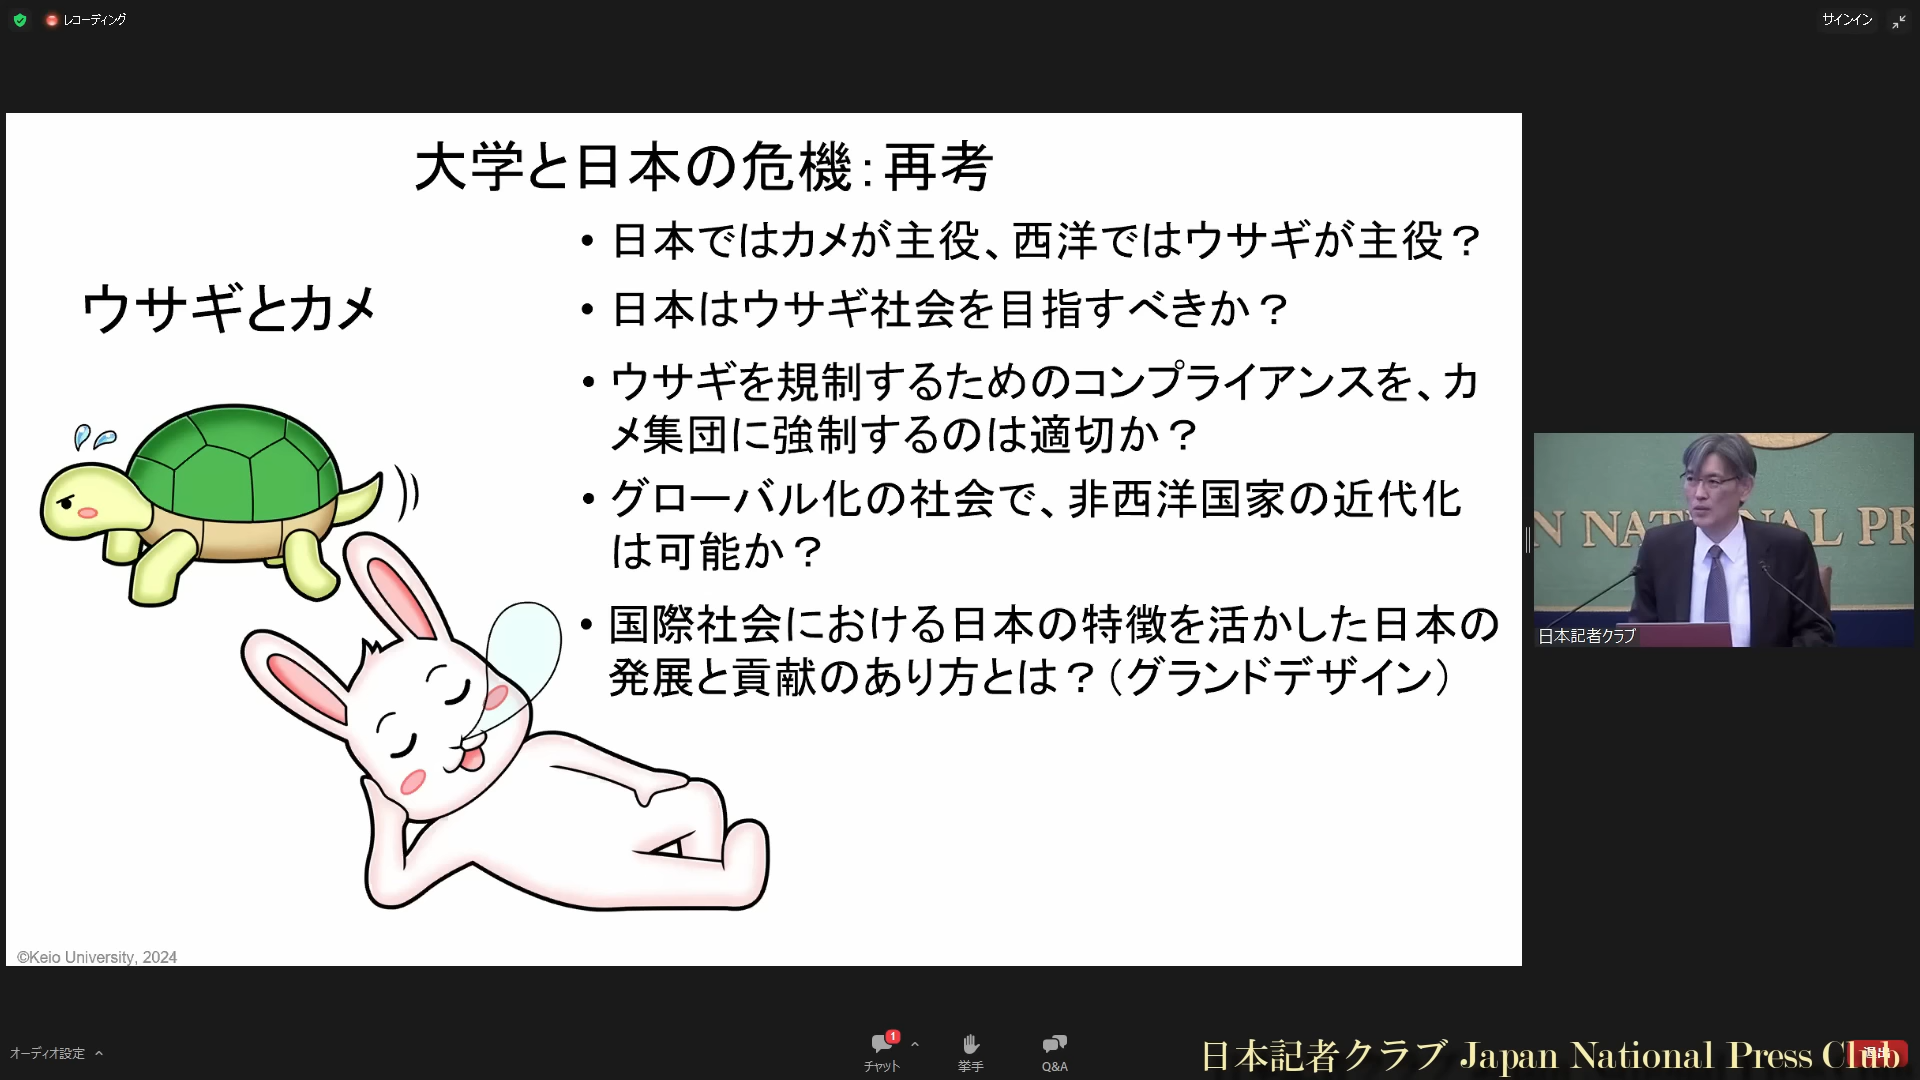 レコーディング
サインイン
大学と日本の危機：再考
ウサギとカメ
• 日本ではカメが主役、西洋ではウサギが主役？
• 日本はウサギ社会を目指すべきか？
• ウサギを規制するためのコンプライアンスを、カ
メ集団に強制するのは適切か？
• グローバル化の社会で、非西洋国家の近代化
は可能か？
• 国際社会における日本の特徴を活かした日本の
発展と貢献のあり方とは？（グランドデザイン）
©Keio University, 2024
N NATIONAL PR
日本記者クラブ
オーディオ設定
1
チャット
挙手
Q&A
退出
日本記者クラブ Japan National Press Club